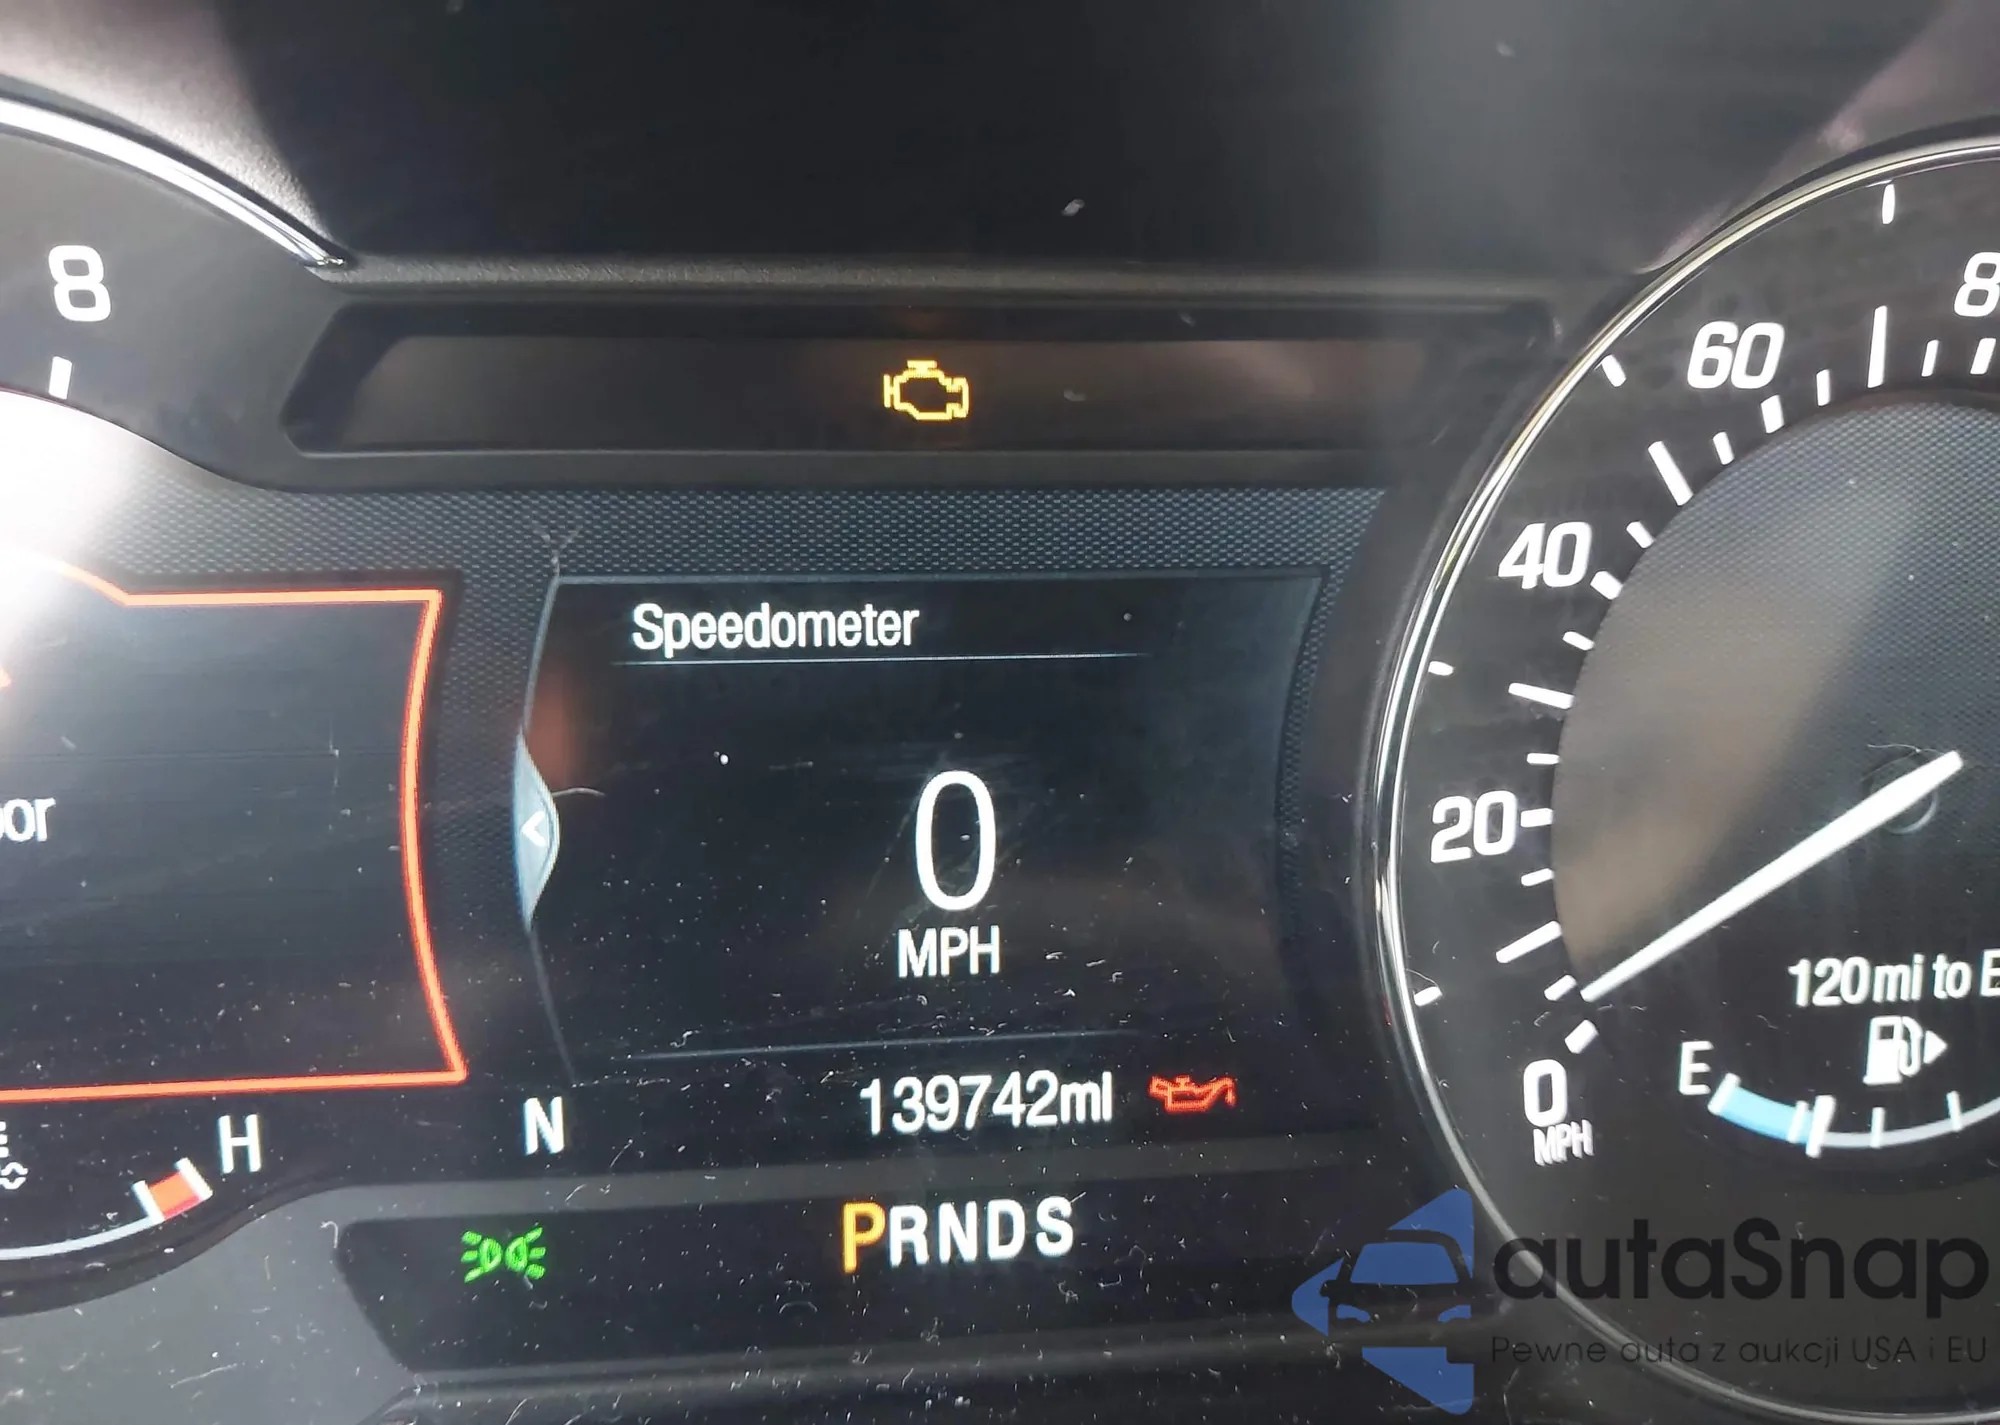 8
80
60
40
Speedometer
20
0
MPH
120mi to E
E
0
MPH
139742mi
N
H
PRNDS
autaSnap
Pewne auta z aukcji USA i EU